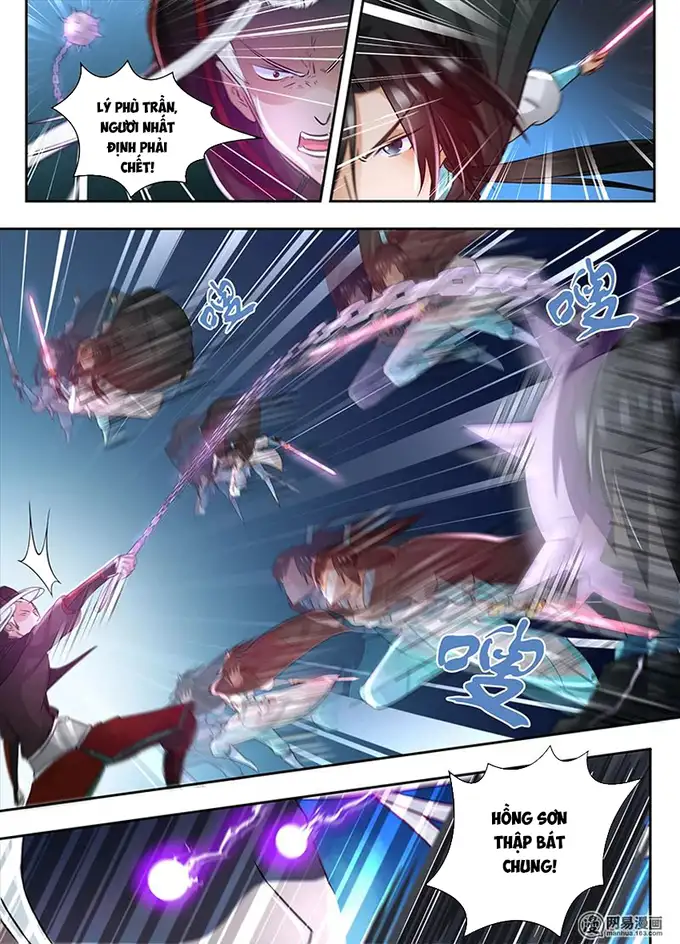 LÝ PHÙ TRẦN,
NGƯƠI NHẤT
ĐỊNH PHẢI
CHẾT!
嗖
嗖
嗖
HỒNG SƠN
THẬP BÁT
CHUNG!
网易漫画
manhua.163.com